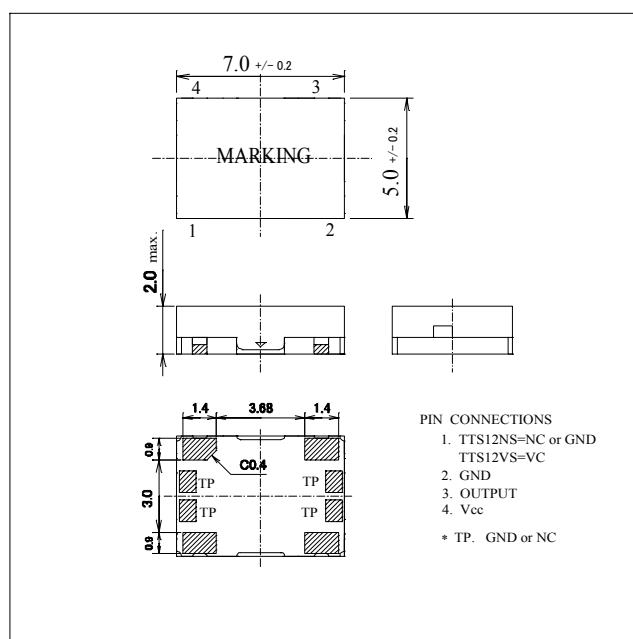 7.0 +/- 0.2
4 3
MARKING
5.0 +/- 0.2
1 2
2.0 max.
1.4 3.68 1.4
0.9
C0.4
TP TP
3.0
TP TP
0.9
PIN CONNECTIONS
1. TTS12NS=NC or GND
TTS12VS=VC
2. GND
3. OUTPUT
4. Vcc
* TP. GND or NC